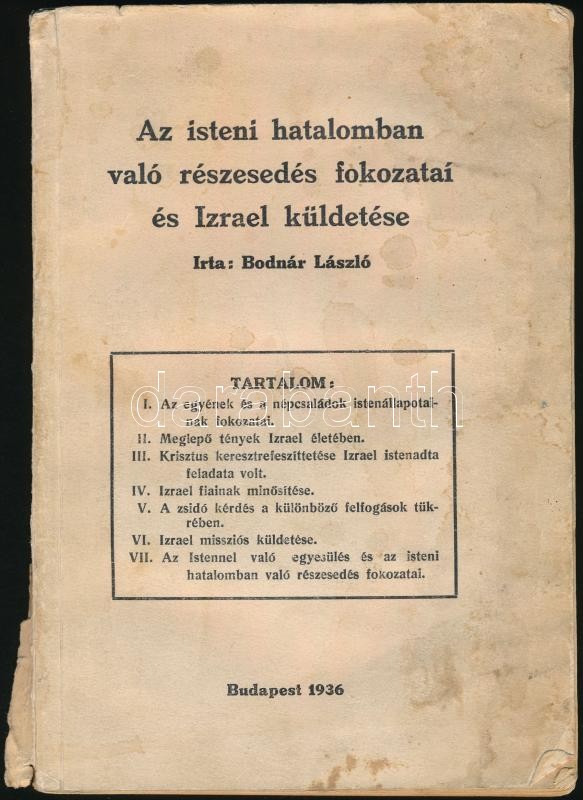 Az isteni hatalomban
való részesedés fokozatai
és Izrael küldetése
Irta: Bodnár László
TARTALOM:
I. Az egyének és a népcsaládok istenállapotai-
nak fokozatai.
II. Meglepő tények Izrael életében.
III. Krisztus keresztrefeszíttetése Izrael istenadta
feladata volt.
IV. Izrael fiainak minősítése.
V. A zsidó kérdés a különböző felfogások tük-
rében.
VI. Izrael missziós küldetése.
VII. Az Istennel való egyesülés és az isteni
hatalomban való részesedés fokozatai.
darabanth
Budapest 1936